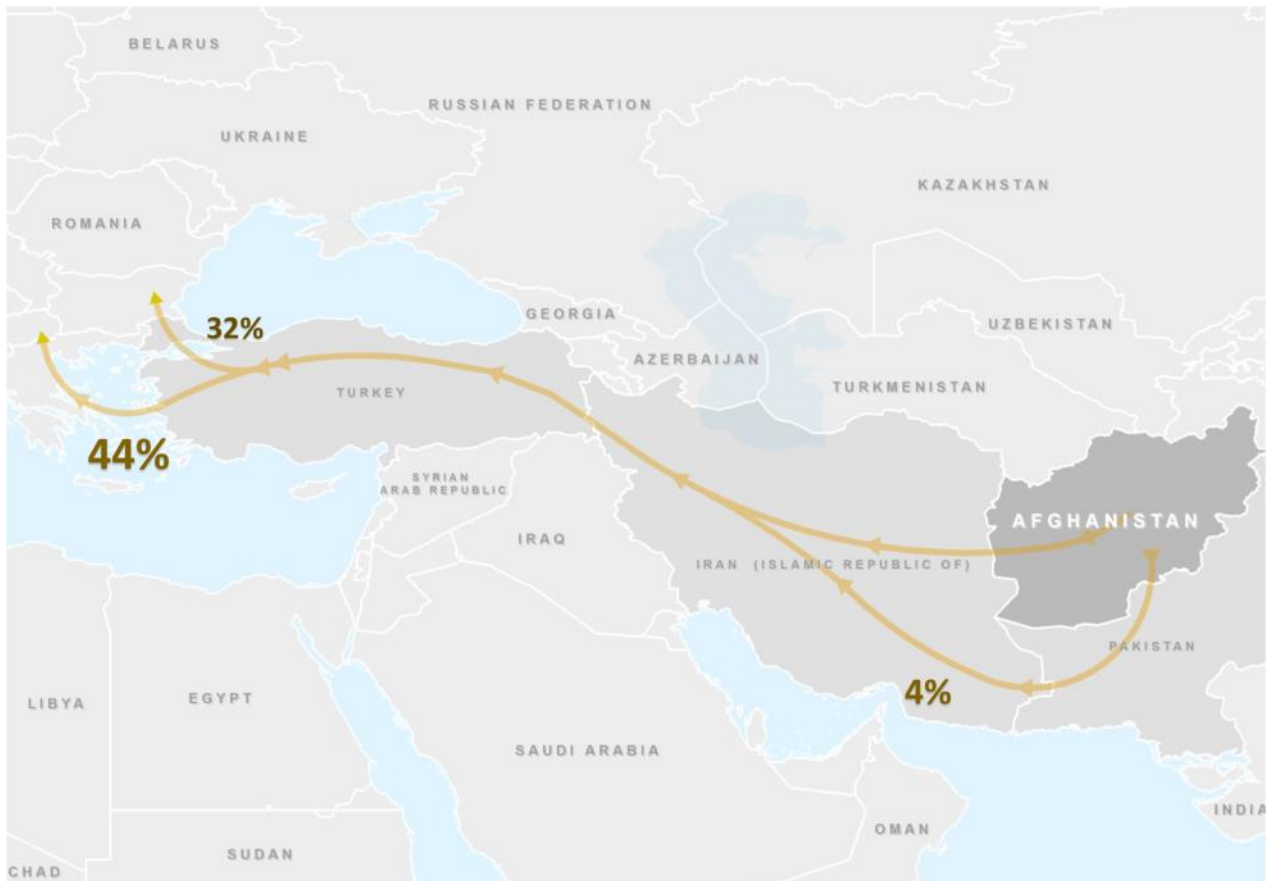 BELARUS
RUSSIAN FEDERATION
UKRAINE
KAZAKHSTAN
ROMANIA
GEORGIA
32%
UZBEKISTAN
AZERBAIJAN
TURKMENISTAN
TURKEY
44%
SYRIAN
ARAB REPUBLIC
AFGHANISTAN
IRAQ
IRAN (ISLAMIC REPUBLIC OF)
PAKISTAN
4%
LIBYA
EGYPT
SAUDI ARABIA
INDIA
OMAN
SUDAN
CHAD